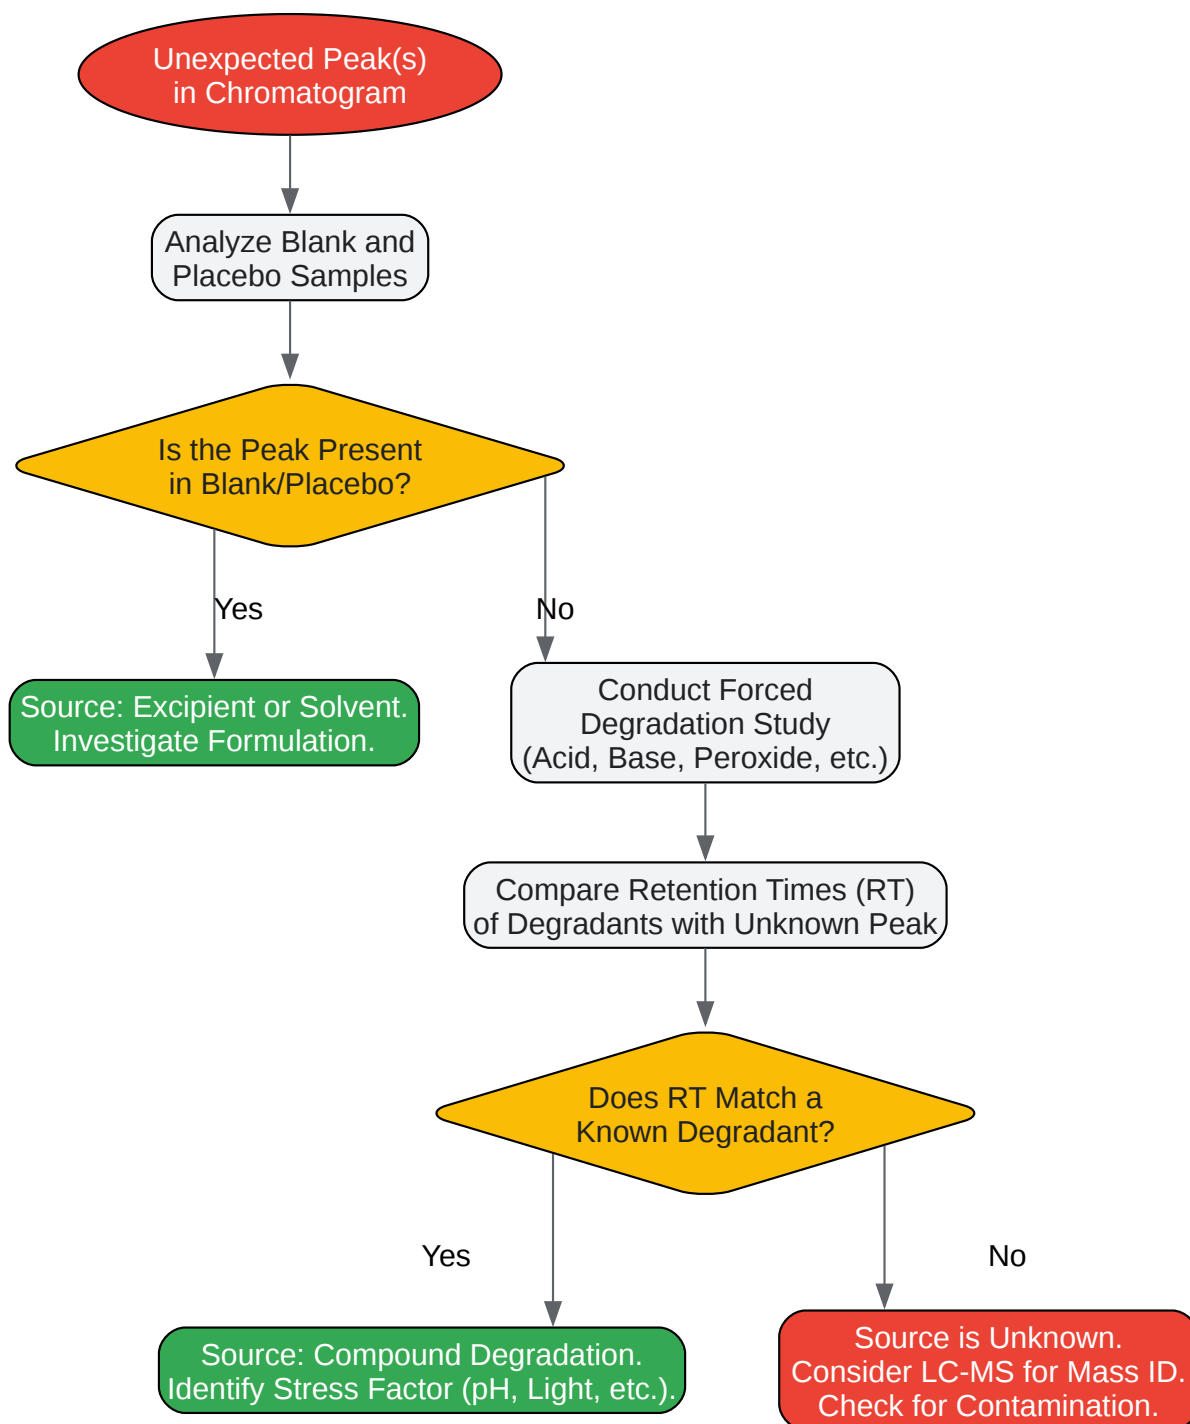 Unexpected Peak(s)
in Chromatogram
Analyze Blank and
Placebo Samples
Is the Peak Present
in Blank/Placebo?
Yes
No
Source: Excipient or Solvent.
Investigate Formulation.
Conduct Forced
Degradation Study
(Acid, Base, Peroxide, etc.)
Compare Retention Times (RT)
of Degradants with Unknown Peak
Does RT Match a
Known Degradant?
Yes
No
Source: Compound Degradation.
Identify Stress Factor (pH, Light, etc.).
Source is Unknown.
Consider LC-MS for Mass ID.
Check for Contamination.